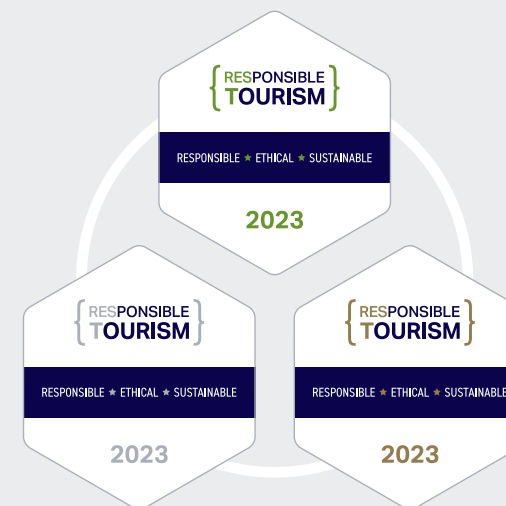 {RESPONSIBLE
TOURISM}
RESPONSIBLE ★ ETHICAL ★ SUSTAINABLE
2023
{RESPONSIBLE
TOURISM}
RESPONSIBLE ★ ETHICAL ★ SUSTAINABLE
2023
{RESPONSIBLE
TOURISM}
RESPONSIBLE ★ ETHICAL ★ SUSTAINABLE
2023